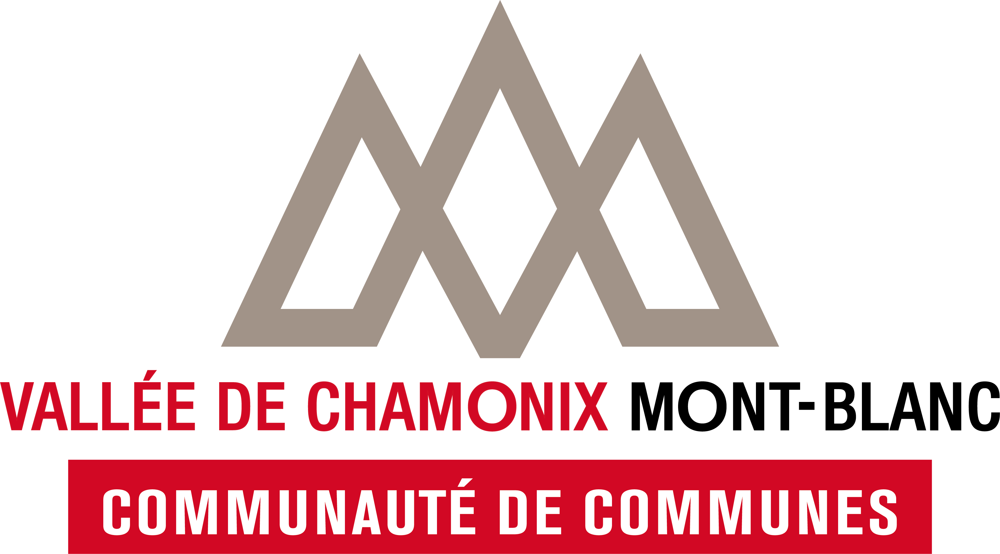 VALLÉE DE CHAMONIX MONT-BLANC
COMMUNAUTÉ DE COMMUNES